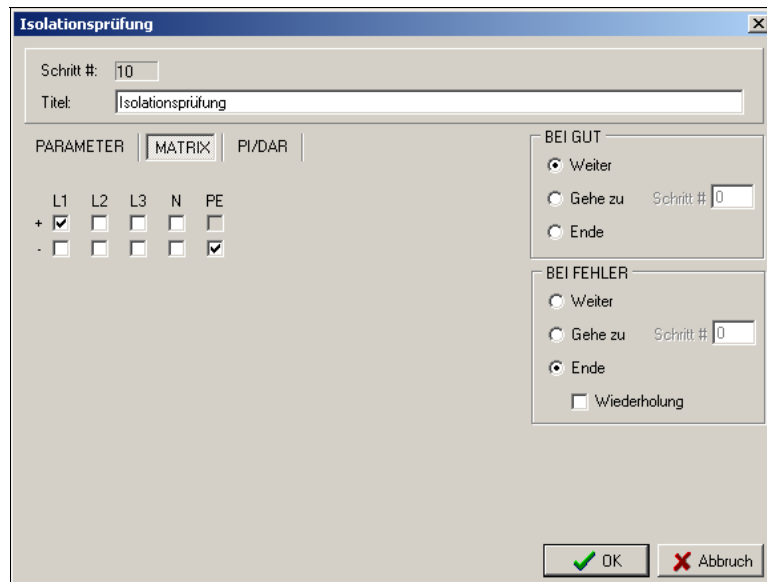 Isolationsprüfung
Schritt #: 10
Titel: Isolationsprüfung
PARAMETER MATRIX PI/DAR
L1 L2 L3 N PE
+
-
BEI GUT
Weiter
Gehe zu Schritt # 0
Ende
BEI FEHLER
Weiter
Gehe zu Schritt # 0
Ende
Wiederholung
OK Abbruch